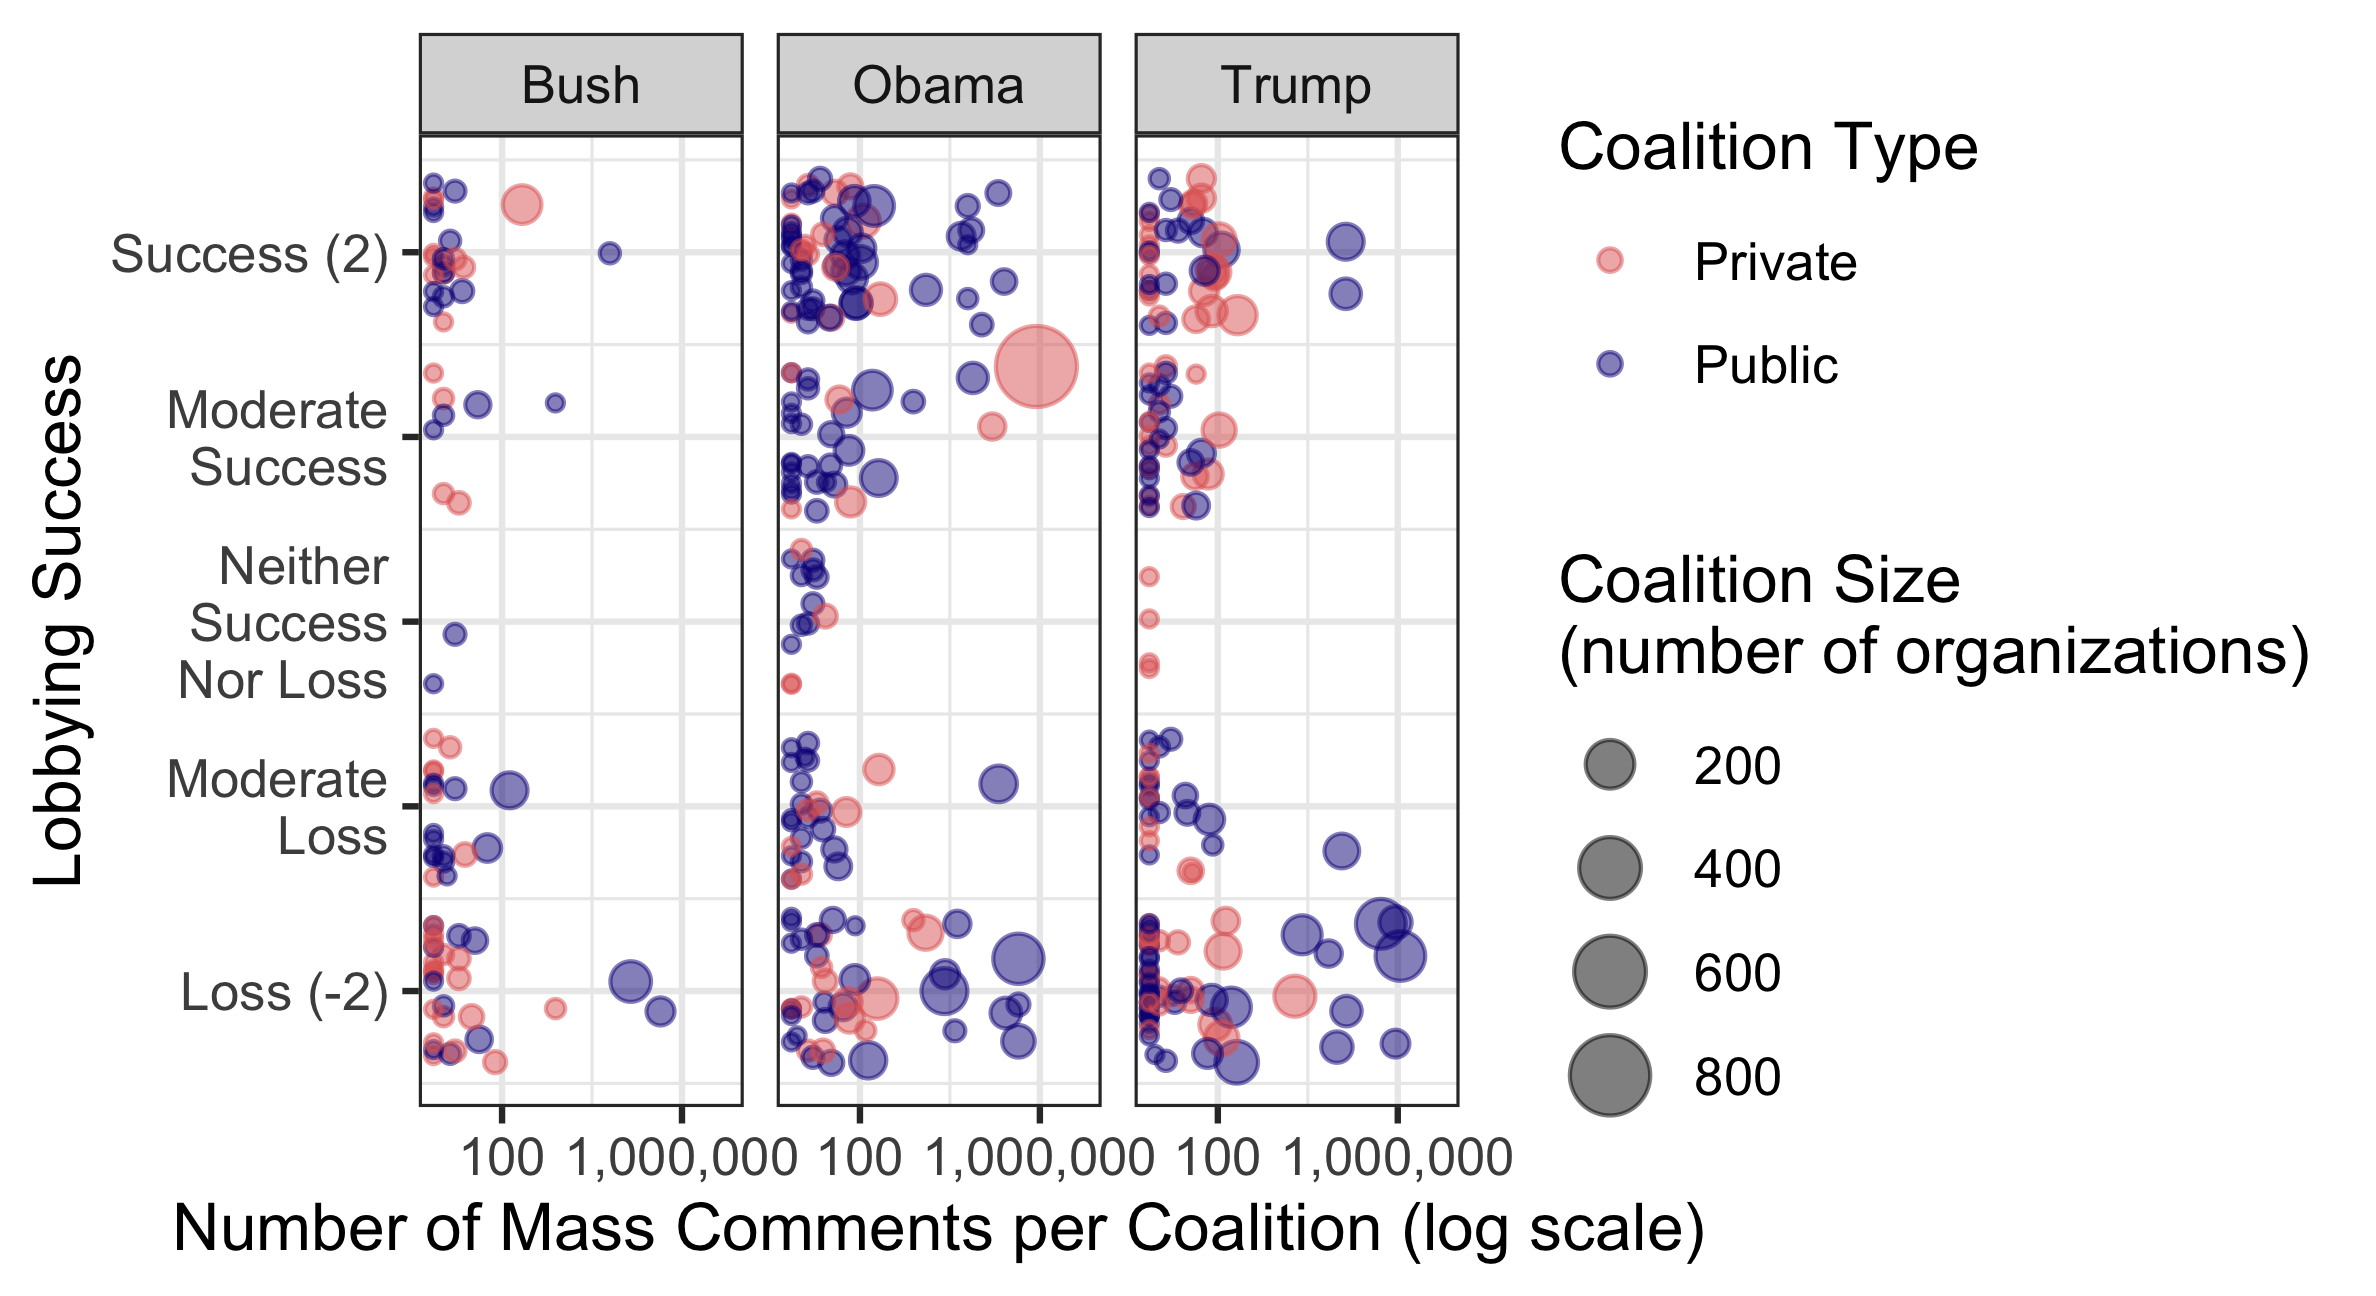 Bush
Obama
Trump
Lobbying Success
Success (2)
Moderate
Success
Neither
Success
Nor Loss
Moderate
Loss
Loss (-2)
100 1,000,000 100 1,000,000 100 1,000,000
Number of Mass Comments per Coalition (log scale)
Coalition Type
Private
Public
Coalition Size
(number of organizations)
200
400
600
800